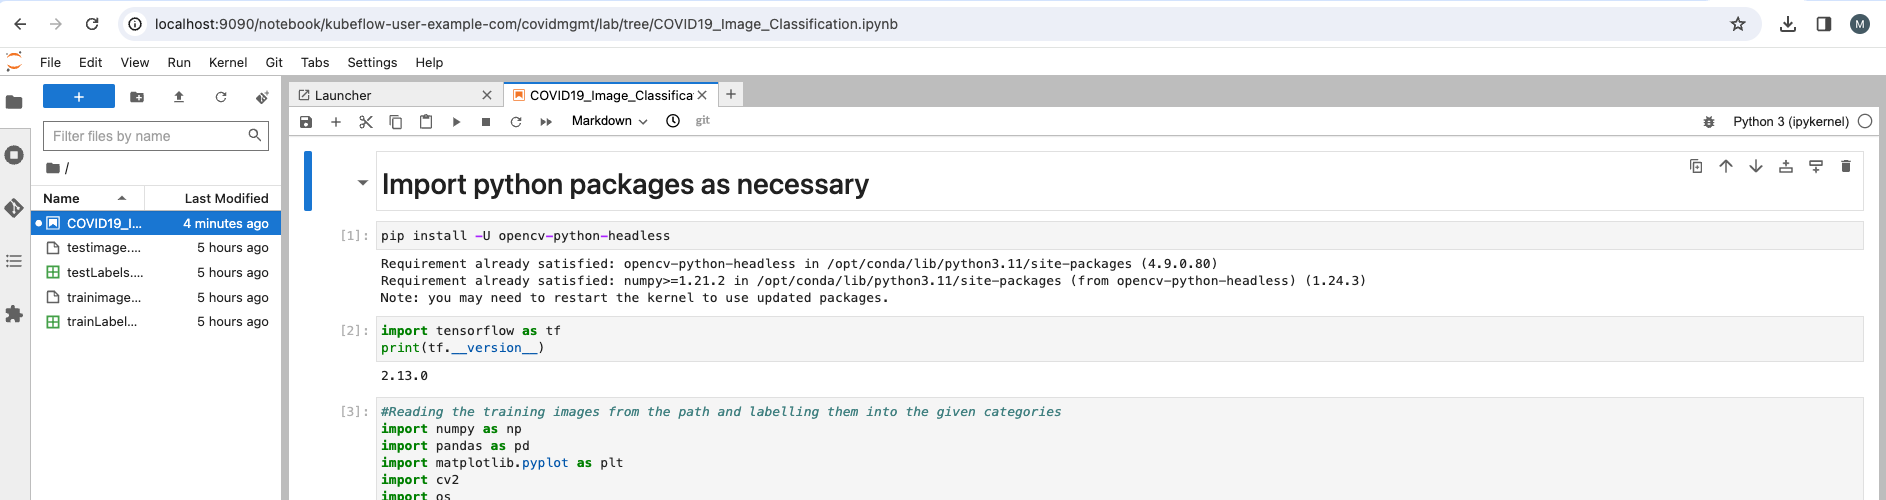 localhost:9090/notebook/kubeflow-user-example-com/covidmgmt/lab/tree/COVID19_Image_Classification.ipynb
M
File Edit View Run Kernel Git Tabs Settings Help
+
Launcher
COVID19_Image_Classifica
Markdown
git
Python 3 (ipykernel)
Filter files by name
/
Name Last Modified
COVID19_I... 4 minutes ago
testimage.... 5 hours ago
testLabels.... 5 hours ago
trainimage... 5 hours ago
trainLabel... 5 hours ago
Import python packages as necessary
[1]: pip install -U opencv-python-headless
Requirement already satisfied: opencv-python-headless in /opt/conda/lib/python3.11/site-packages (4.9.0.80)
Requirement already satisfied: numpy>=1.21.2 in /opt/conda/lib/python3.11/site-packages (from opencv-python-headless) (1.24.3)
Note: you may need to restart the kernel to use updated packages.
[2]: import tensorflow as tf
print(tf.__version__)
2.13.0
[3]: #Reading the training images from the path and labelling them into the given categories
import numpy as np
import pandas as pd
import matplotlib.pyplot as plt
import cv2
import os